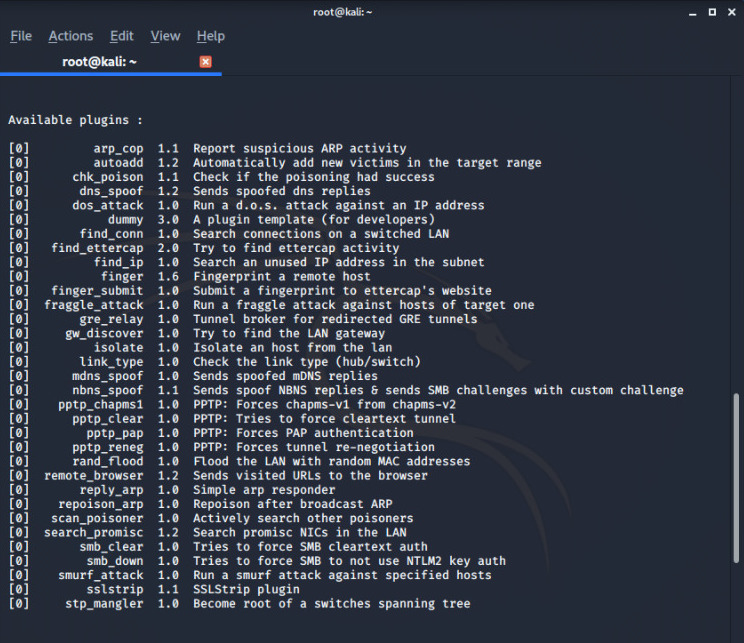 root@kali: ~
File Actions Edit View Help
root@kali: ~
Available plugins :
[0] arp_cop 1.1 Report suspicious ARP activity
[0] autoadd 1.2 Automatically add new victims in the target range
[0] chk_poison 1.1 Check if the poisoning had success
[0] dns_spoof 1.2 Sends spoofed dns replies
[0] dos_attack 1.0 Run a d.o.s. attack against an IP address
[0] dummy 3.0 A plugin template (for developers)
[0] find_conn 1.0 Search connections on a switched LAN
[0] find_ettercap 2.0 Try to find ettercap activity
[0] find_ip 1.0 Search an unused IP address in the subnet
[0] finger 1.6 Fingerprint a remote host
[0] finger_submit 1.0 Submit a fingerprint to ettercap's website
[0] fraggle_attack 1.0 Run a fraggle attack against hosts of target one
[0] gre_relay 1.0 Tunnel broker for redirected GRE tunnels
[0] gw_discover 1.0 Try to find the LAN gateway
[0] isolate 1.0 Isolate an host from the lan
[0] link_type 1.0 Check the link type (hub/switch)
[0] mdns_spoof 1.0 Sends spoofed mDNS replies
[0] nbns_spoof 1.1 Sends spoof NBNS replies & sends SMB challenges with custom challenge
[0] pptp_chapms1 1.0 PPTP: Forces chapms-v1 from chapms-v2
[0] pptp_clear 1.0 PPTP: Tries to force cleartext tunnel
[0] pptp_pap 1.0 PPTP: Forces PAP authentication
[0] pptp_reneg 1.0 PPTP: Forces tunnel re-negotiation
[0] rand_flood 1.0 Flood the LAN with random MAC addresses
[0] remote_browser 1.2 Sends visited URLs to the browser
[0] reply_arp 1.0 Simple arp responder
[0] repoison_arp 1.0 Repoison after broadcast ARP
[0] scan_poisoner 1.0 Actively search other poisoners
[0] search_promisc 1.2 Search promisc NICs in the LAN
[0] smb_clear 1.0 Tries to force SMB cleartext auth
[0] smb_down 1.0 Tries to force SMB to not use NTLM2 key auth
[0] smurf_attack 1.0 Run a smurf attack against specified hosts
[0] sslstrip 1.1 SSLStrip plugin
[0] stp_mangler 1.0 Become root of a switches spanning tree